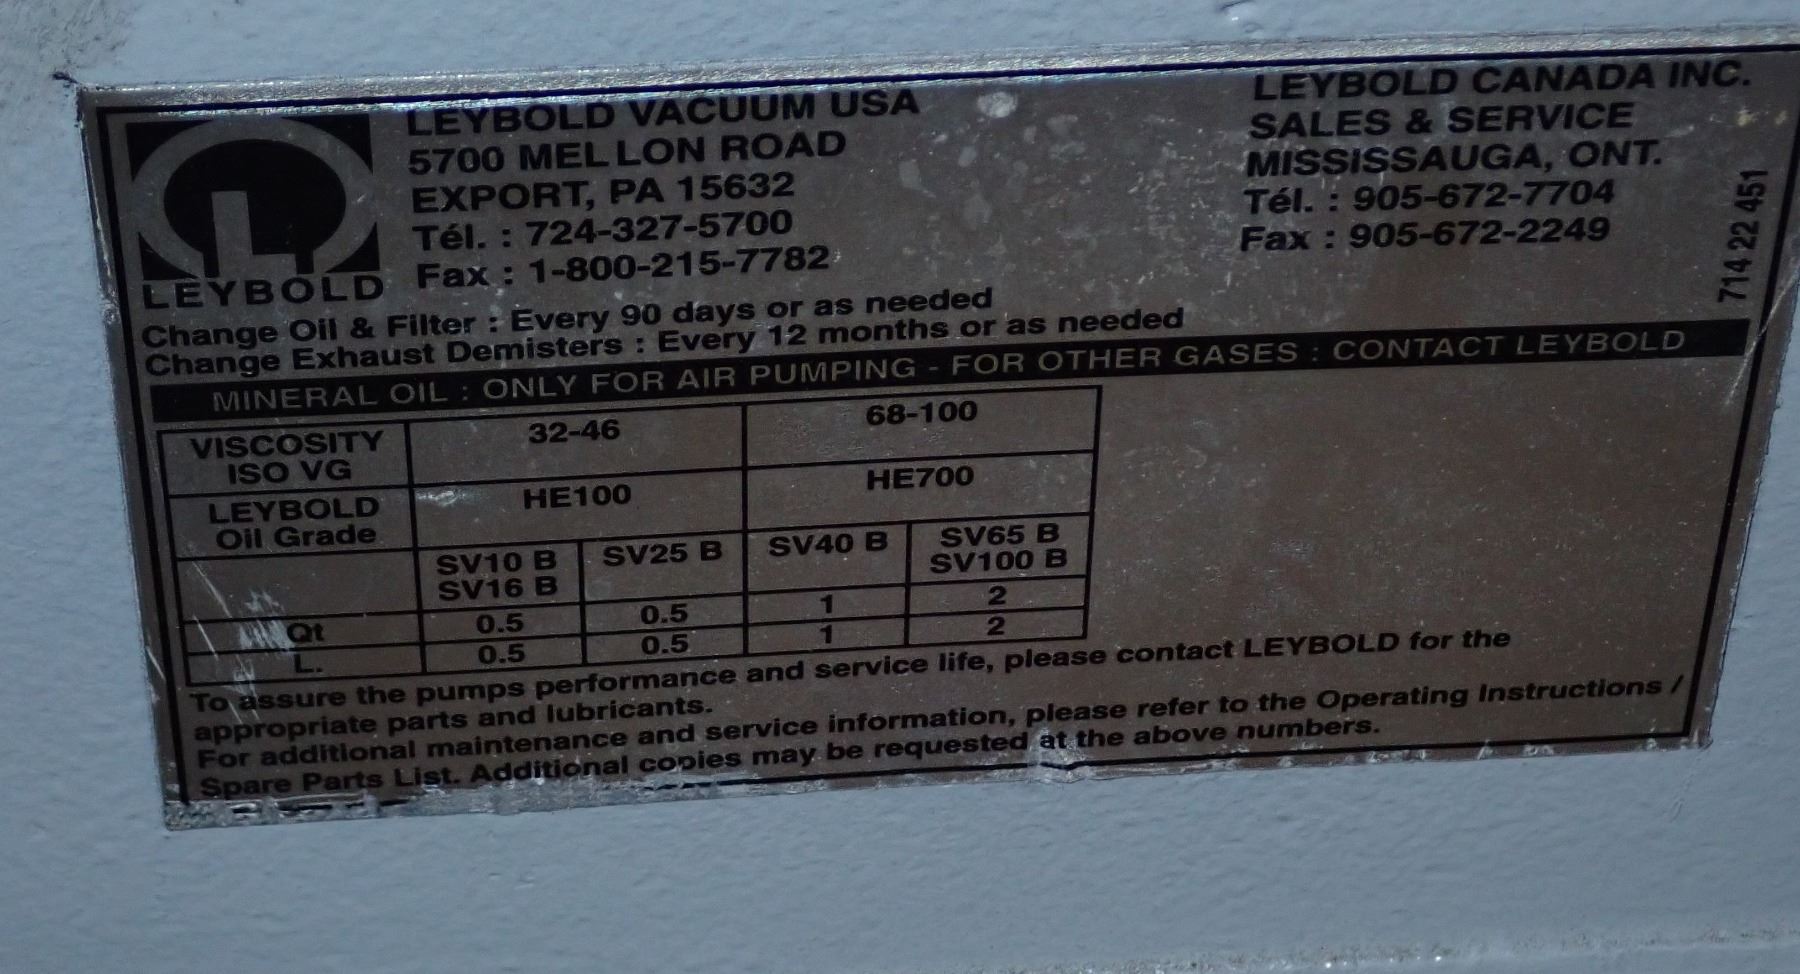 LEYBOLD
LEYBOLD VACUUM USA
5700 MELLON ROAD
EXPORT, PA 15632
Tél. : 724-327-5700
Fax : 1-800-215-7782
LEYBOLD CANADA INC.
SALES & SERVICE
MISSISSAUGA, ONT.
Tél. : 905-672-7704
Fax : 905-672-2249
714 22 451
Change Oil & Filter : Every 90 days or as needed
Change Exhaust Demisters : Every 12 months or as needed
MINERAL OIL : ONLY FOR AIR PUMPING - FOR OTHER GASES : CONTACT LEYBOLD
VISCOSITY
ISO VG
32-46
68-100
LEYBOLD
Oil Grade
HE100
HE700
SV10 B
SV16 B
SV25 B
SV40 B
SV65 B
SV100 B
Qt 0.5 0.5 1 2
L. 0.5 0.5 1 2
To assure the pumps performance and service life, please contact LEYBOLD for the
appropriate parts and lubricants.
For additional maintenance and service information, please refer to the Operating Instructions /
Spare Parts List. Additional copies may be requested at the above numbers.